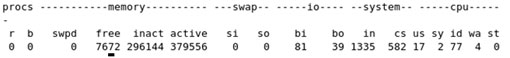 procs -----------memory---------- ---swap-- -----io---- --system-- -----cpu-----
-
r b swpd free inact active si so bi bo in cs us sy id wa st
0 0 0 7672 296144 379556 0 0 81 39 1335 582 17 2 77 4 0